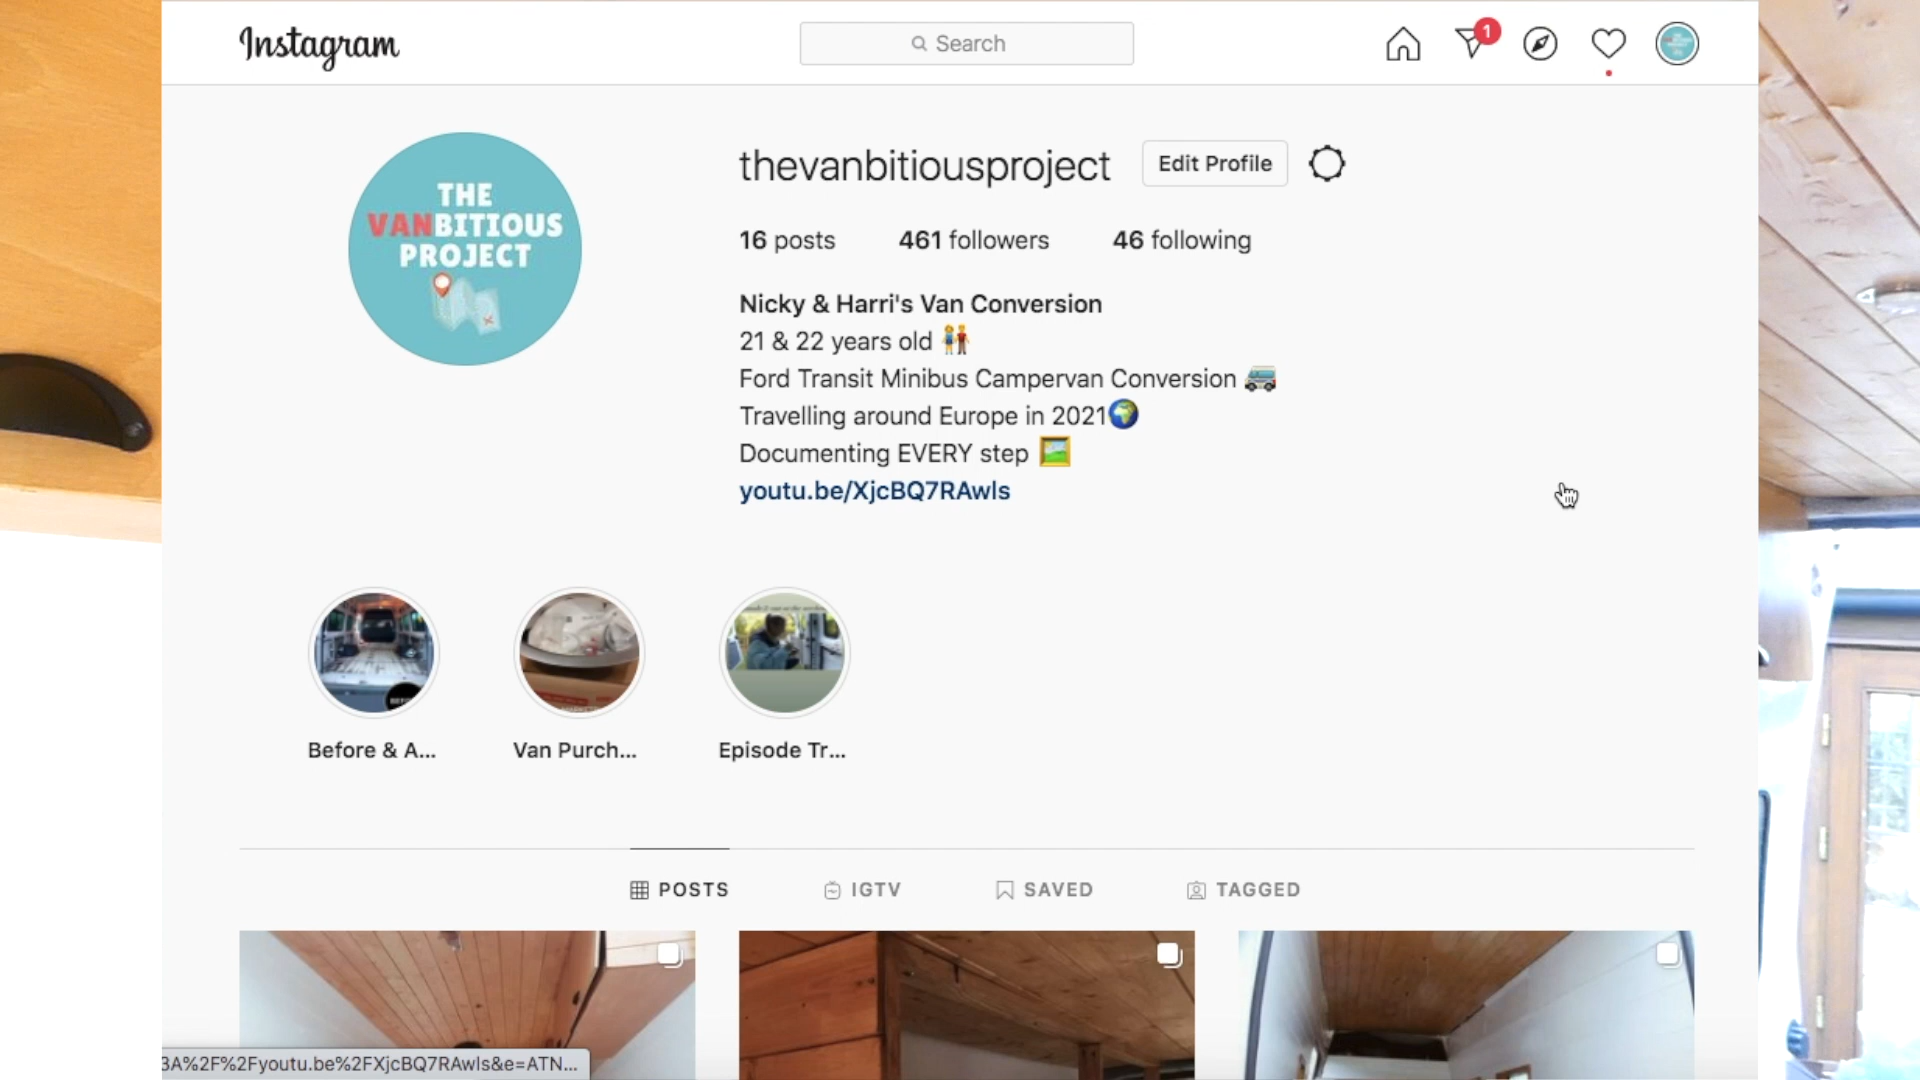 Instagram
Search
1
THE
VANBITIOUS
PROJECT
thevanbitiousproject
Edit Profile
16 posts
461 followers
46 following
Nicky & Harri's Van Conversion
21 & 22 years old
Ford Transit Minibus Campervan Conversion
Travelling around Europe in 2021
Documenting EVERY step
youtu.be/XjcBQ7RAwls
Before & A...
Van Purch...
Episode Tr...
POSTS
IGTV
SAVED
TAGGED
3A%2F%2Fyoutu.be%2FXjcBQ7RAwls&e=ATN...